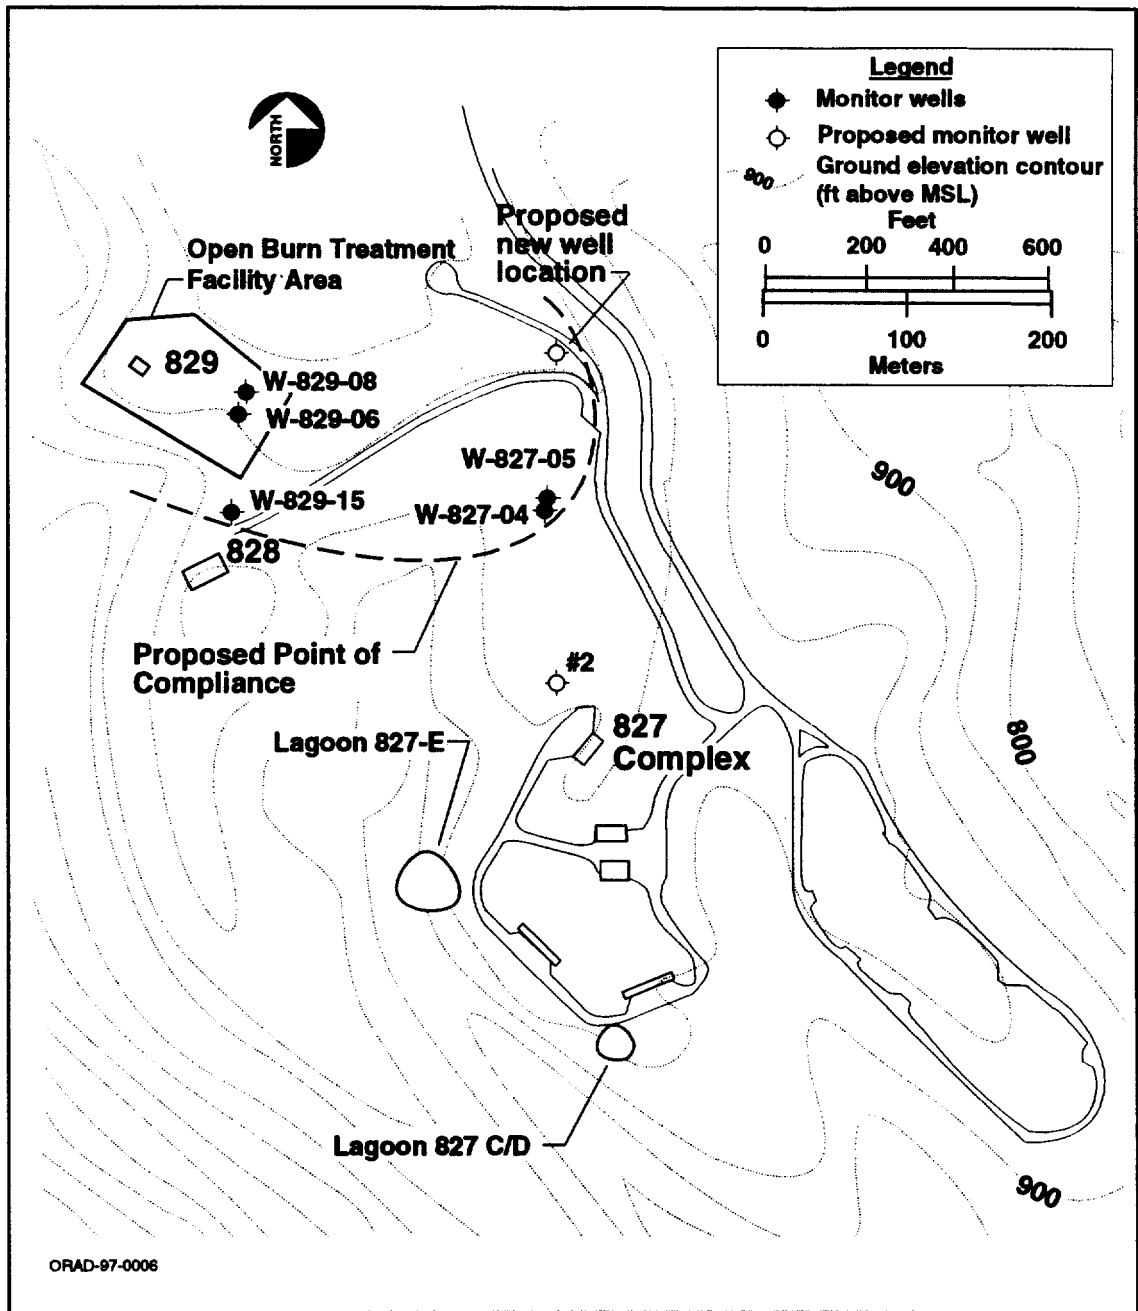 Legend
Monitor wells
Proposed monitor well
900
Ground elevation contour
(ft above MSL)
Feet
0 200 400 600
0 100 200
Meters
NORTH
Proposed
new well
location
Open Burn Treatment
Facility Area
829
W-829-08
W-829-06
W-827-05
W-829-15
W-827-04
828
900
Proposed Point of
Compliance
#2
827
Complex
Lagoon 827-E
800
Lagoon 827 C/D
900
ORAD-97-0006